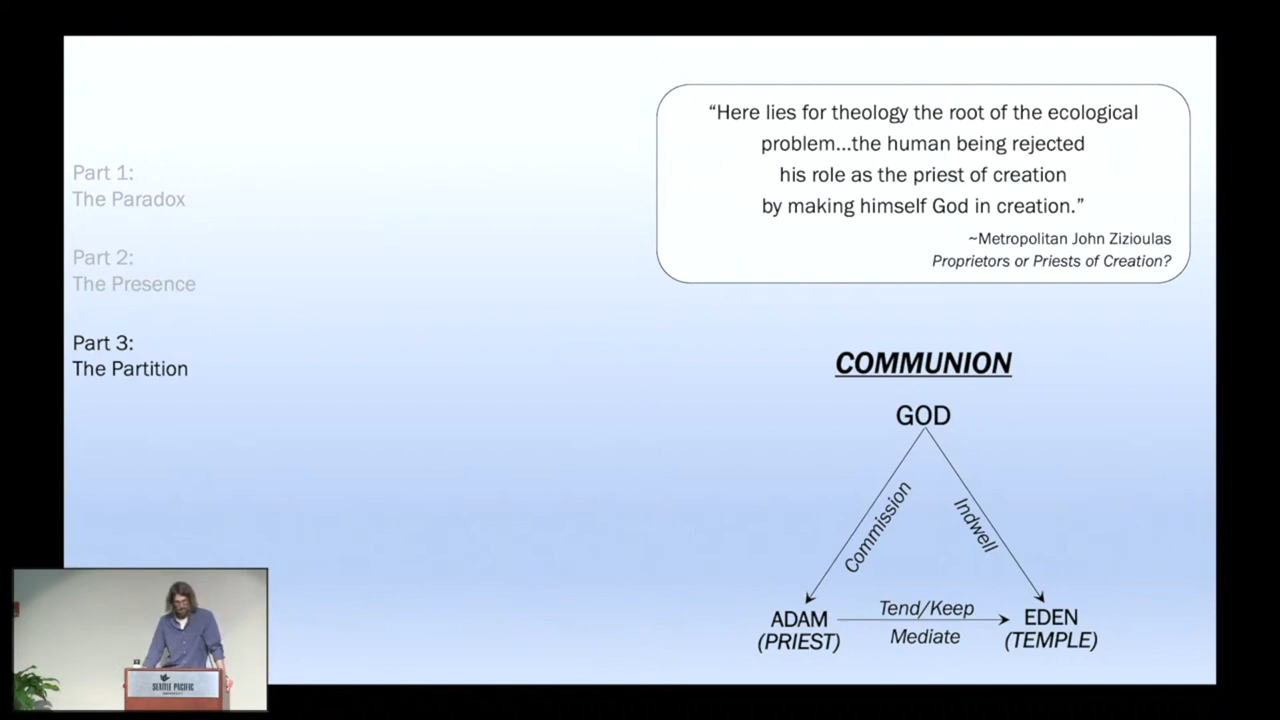 Part 1:
The Paradox
Part 2:
The Presence
Part 3:
The Partition
“Here lies for theology the root of the ecological
problem...the human being rejected
his role as the priest of creation
by making himself God in creation.”
~Metropolitan John Zizioulas
Proprietors or Priests of Creation?
COMMUNION
GOD
Commission
Indwell
ADAM
(PRIEST)
Tend/Keep
Mediate
EDEN
(TEMPLE)
SEATTLE PACIFIC
UNIVERSITY